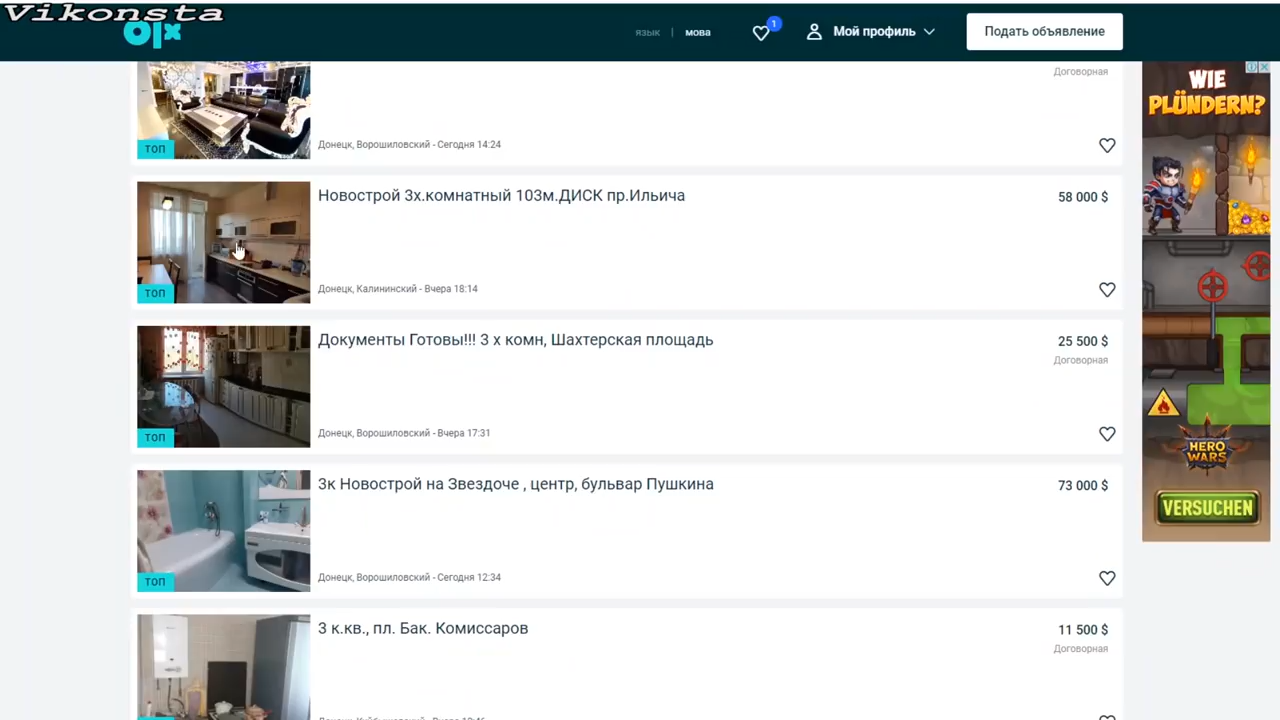 Vikonsta
olx
язык | мова
1
Мой профиль
Подать объявление
Договорная
ТОП
Донецк, Ворошиловский - Сегодня 14:24
Новострой 3х.комнатный 103м.ДИСК пр.Ильича
58 000 $
ТОП
Донецк, Калининский - Вчера 18:14
Документы Готовы!!! 3 х комн, Шахтерская площадь
25 500 $
Договорная
ТОП
Донецк, Ворошиловский - Вчера 17:31
3к Новострой на Звездоче , центр, бульвар Пушкина
73 000 $
ТОП
Донецк, Ворошиловский - Сегодня 12:34
3 к.кв., пл. Бак. Комиссаров
11 500 $
Договорная
WIE
PLÜNDERN?
HERO
WARS
VERSUCHEN